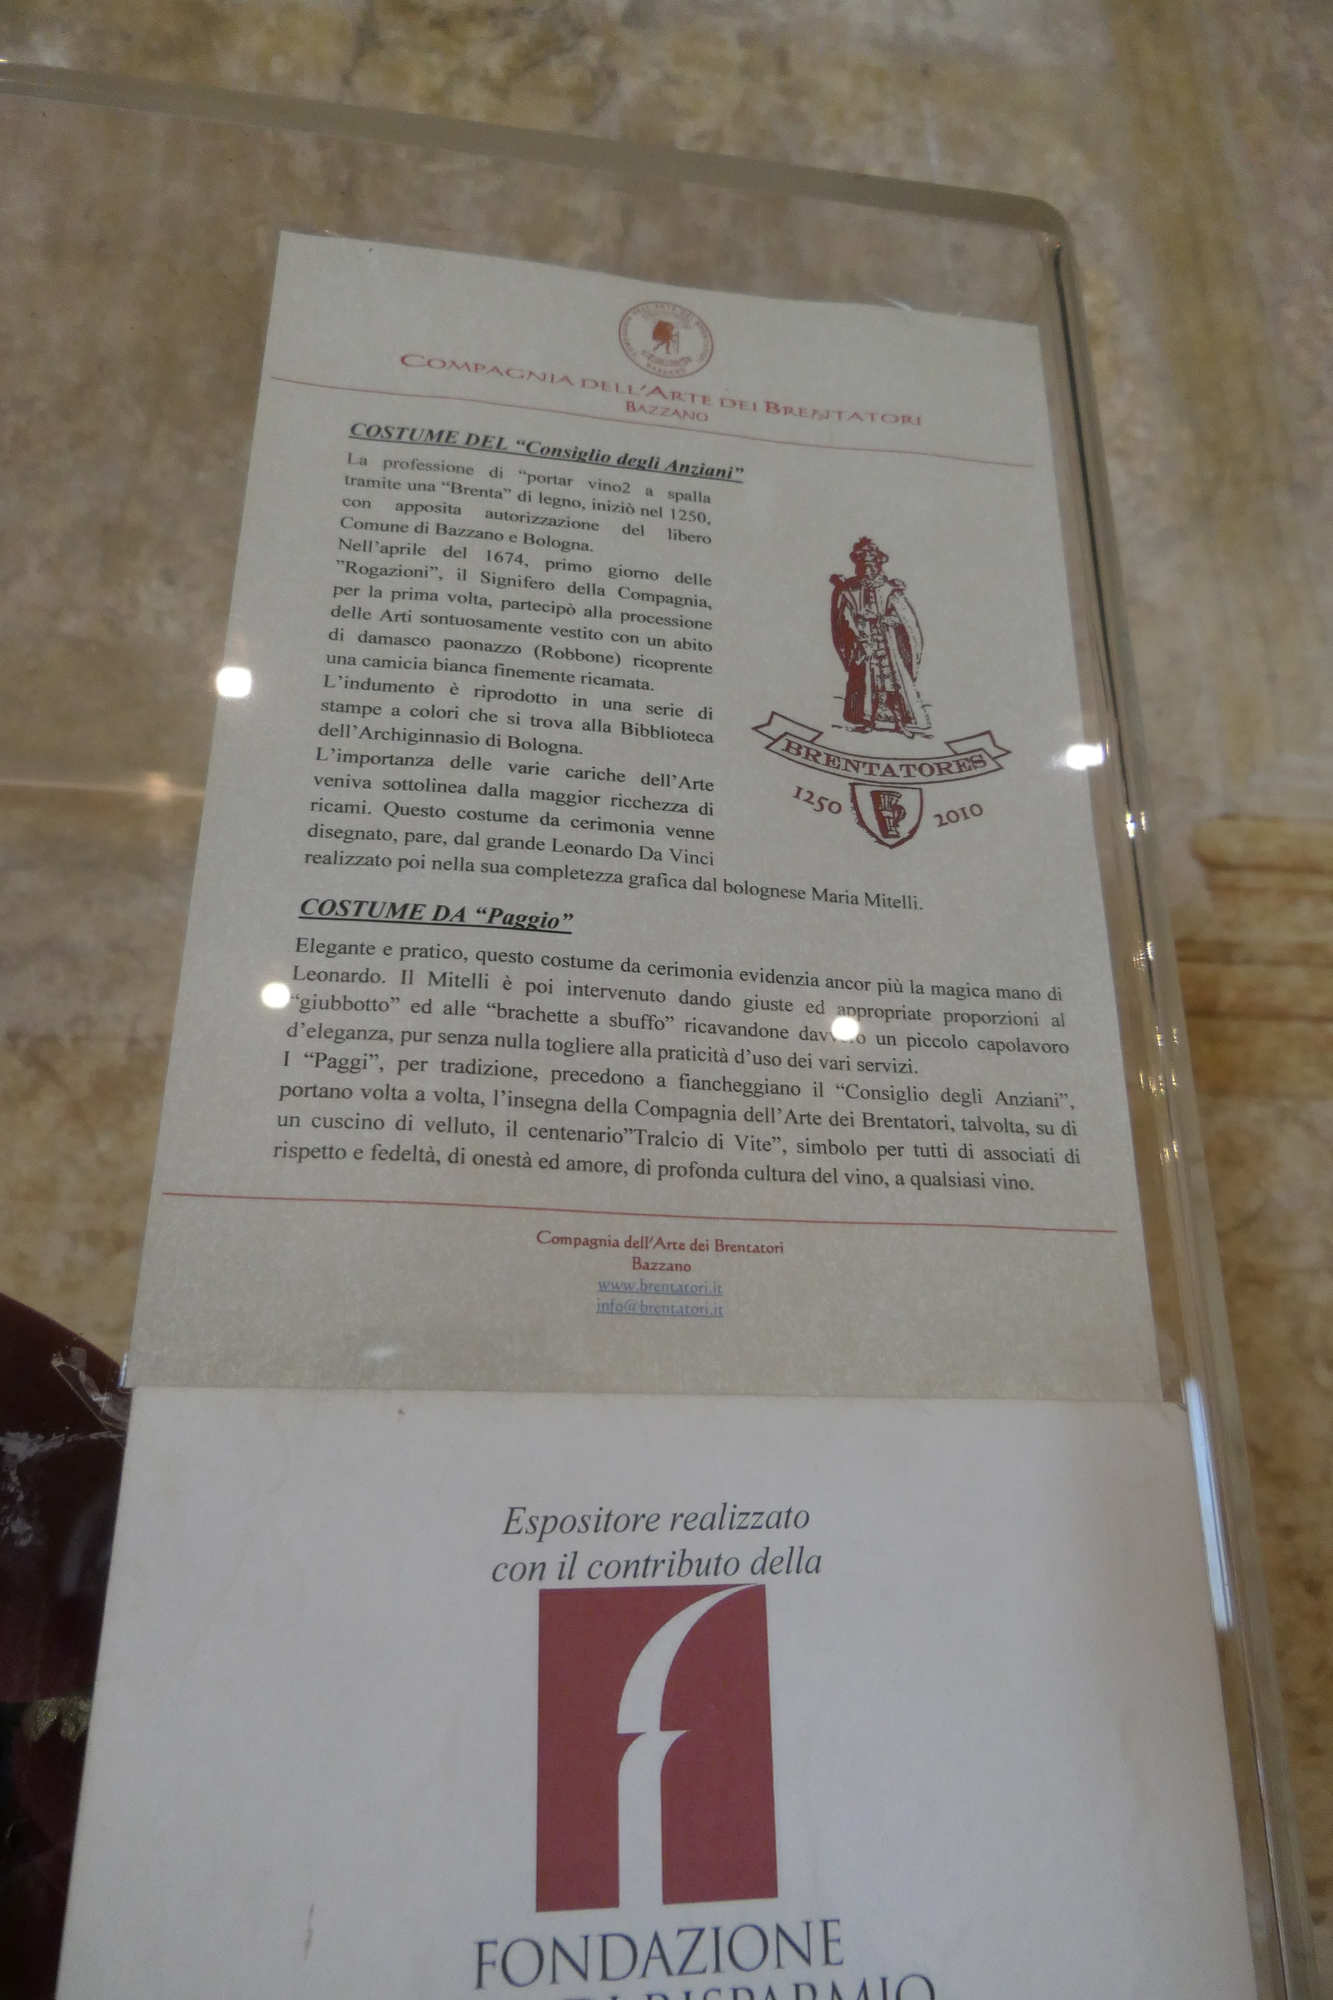 COMPAGNIA DELL'ARTE DEI BRENTATORI
BAZZANO
COSTUME DEL “Consiglio degli Anziani”
La professione di “portar vino2 a spalla
tramite una “Brenta” di legno, iniziò nel 1250,
con apposita autorizzazione del libero
Comune di Bazzano e Bologna.
Nell'aprile del 1674, primo giorno delle
”Rogazioni”, il Signifero della Compagnia,
per la prima volta, partecipò alla processione
delle Arti sontuosamente vestito con un abito
di damasco paonazzo (Robbone) ricoprente
una camicia bianca finemente ricamata.
L'indumento è riprodotto in una serie di
stampe a colori che si trova alla Bibblioteca
dell'Archiginnasio di Bologna.
L'importanza delle varie cariche dell'Arte
veniva sottolinea dalla maggior ricchezza di
ricami. Questo costume da cerimonia venne
disegnato, pare, dal grande Leonardo Da Vinci
realizzato poi nella sua completezza grafica dal bolognese Maria Mitelli.
BRENTATORES
1250 2010
COSTUME DA “Paggio”
Elegante e pratico, questo costume da cerimonia evidenzia ancor più la magica mano di
Leonardo. Il Mitelli è poi intervenuto dando giuste ed appropriate proporzioni al
“giubbotto” ed alle “brachette a sbuffo” ricavandone davvero un piccolo capolavoro
d'eleganza, pur senza nulla togliere alla praticità d'uso dei vari servizi.
I “Paggi”, per tradizione, precedono a fiancheggiano il “Consiglio degli Anziani”,
portano volta a volta, l'insegna della Compagnia dell'Arte dei Brentatori, talvolta, su di
un cuscino di velluto, il centenario”Tralcio di Vite”, simbolo per tutti di associati di
rispetto e fedeltà, di onestà ed amore, di profonda cultura del vino, a qualsiasi vino.
Compagnia dell'Arte dei Brentatori
Bazzano
www.brentatori.it
info@brentatori.it
Espositore realizzato
con il contributo della
FONDAZIONE
RISPARMIO